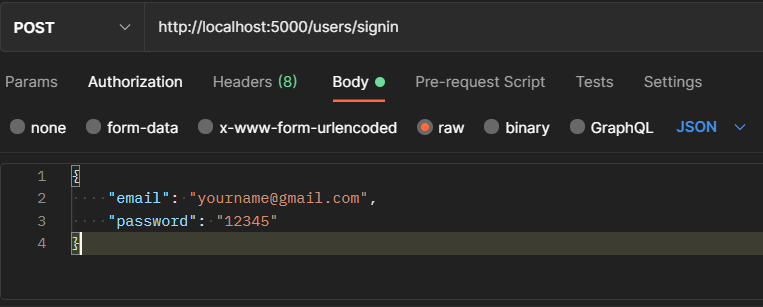 POST http://localhost:5000/users/signin
Params Authorization Headers (8) Body Pre-request Script Tests Settings
none form-data x-www-form-urlencoded raw binary GraphQL JSON
1 {
2 ····"email":·"yourname@gmail.com",
3 ····"password":·"12345"
4 }